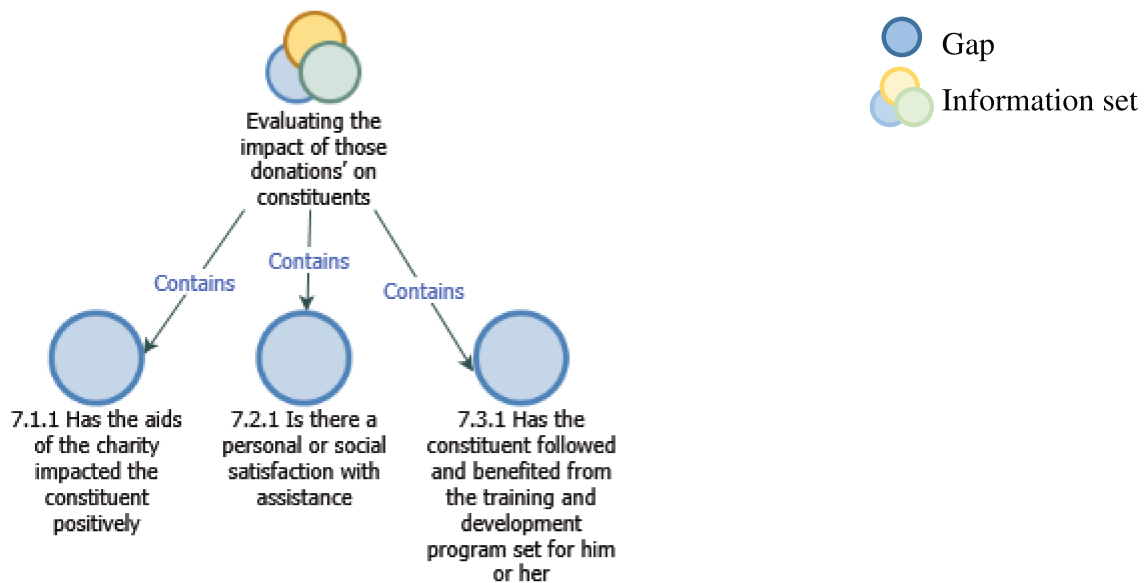 Gap
Information set
Evaluating the
impact of those
donations' on
constituents
Contains
Contains
Contains
7.1.1 Has the aids
of the charity
impacted the
constituent
positively
7.2.1 Is there a
personal or social
satisfaction with
assistance
7.3.1 Has the
constituent followed
and benefited from
the training and
development
program set for him
or her